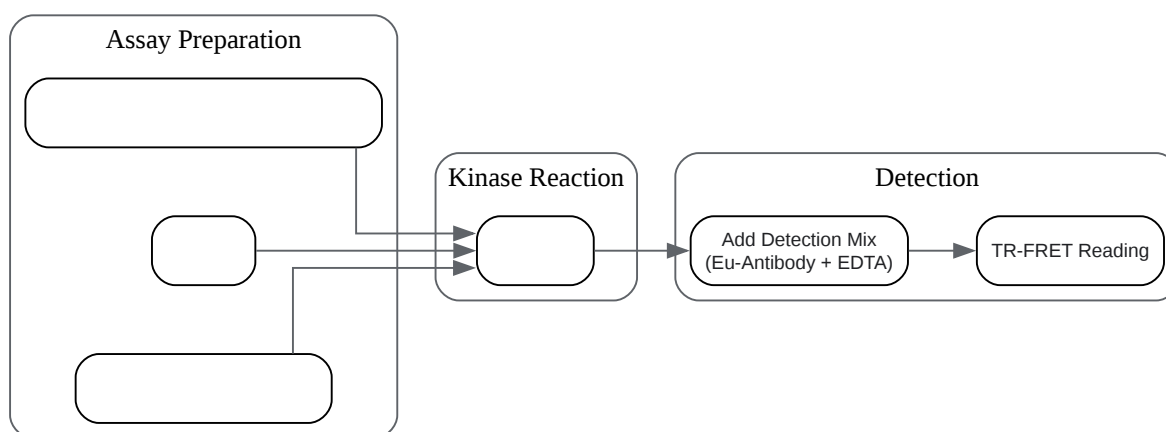 Assay Preparation
Kinase Reaction
Detection
Add Detection Mix
(Eu-Antibody + EDTA)
TR-FRET Reading